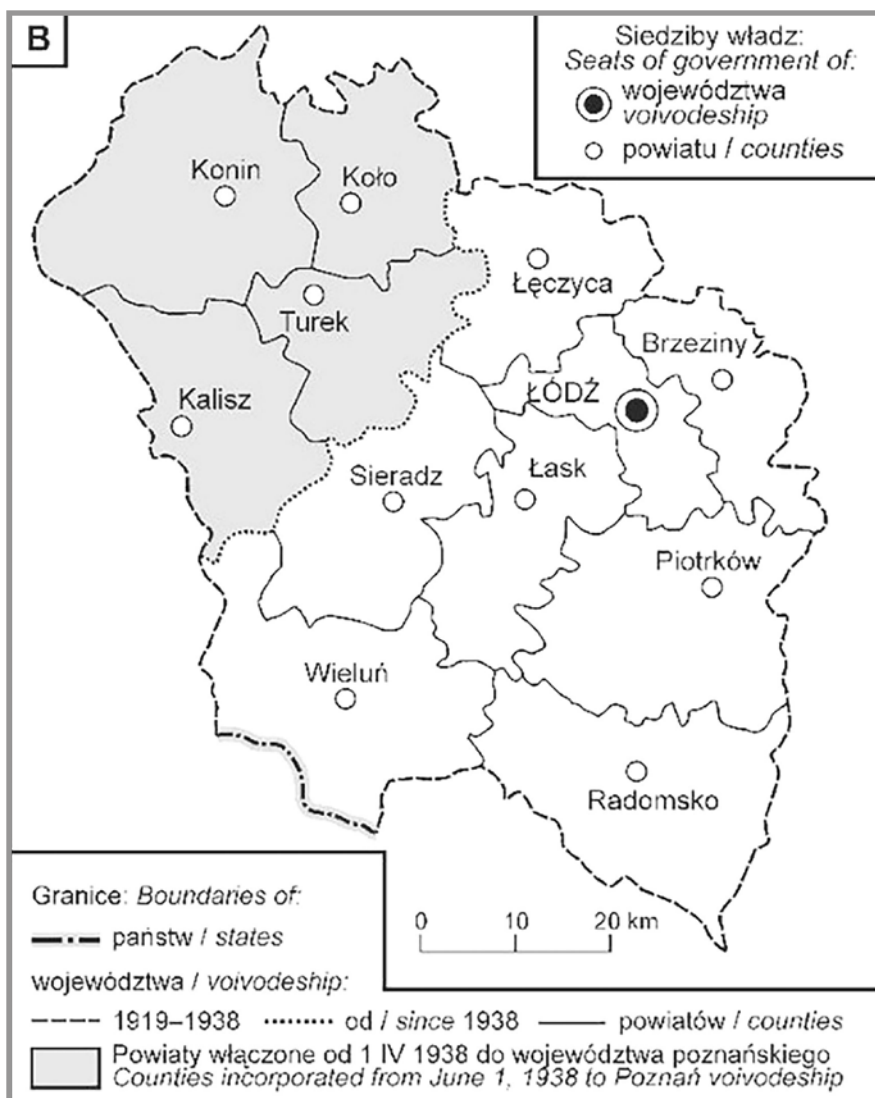 B
Siedziby władz:
Seats of government of:
województwa
voivodeship
powiatu / counties
Konin
Koło
Łęczyca
Turek
Brzeziny
Kalisz
ŁÓDŹ
Sieradz
Łask
Piotrków
Wieluń
Radomsko
Granice: Boundaries of:
państw / states
województwa / voivodeship:
1919–1938 od / since 1938 powiatów / counties
Powiaty włączone od 1 IV 1938 do województwa poznańskiego
Counties incorporated from June 1, 1938 to Poznań voivodeship
0 10 20 km